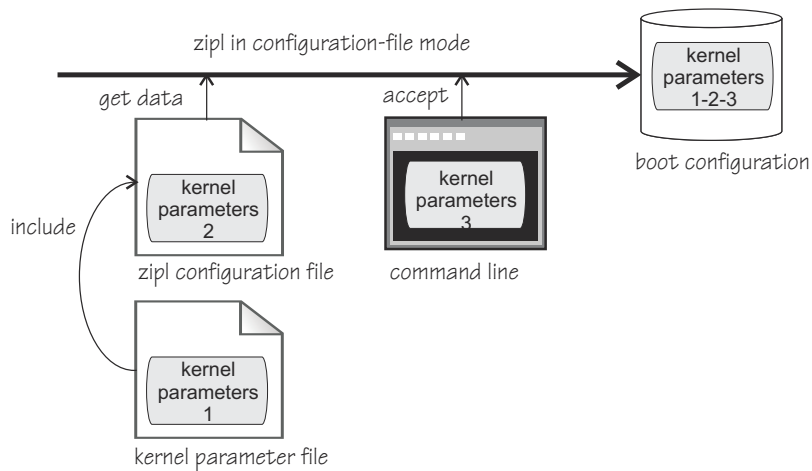 zipl in configuration-file mode
kernel
parameters
1-2-3
boot configuration
get data
accept
kernel
parameters
2
zipl configuration file
kernel
parameters
3
command line
include
kernel
parameters
1
kernel parameter file